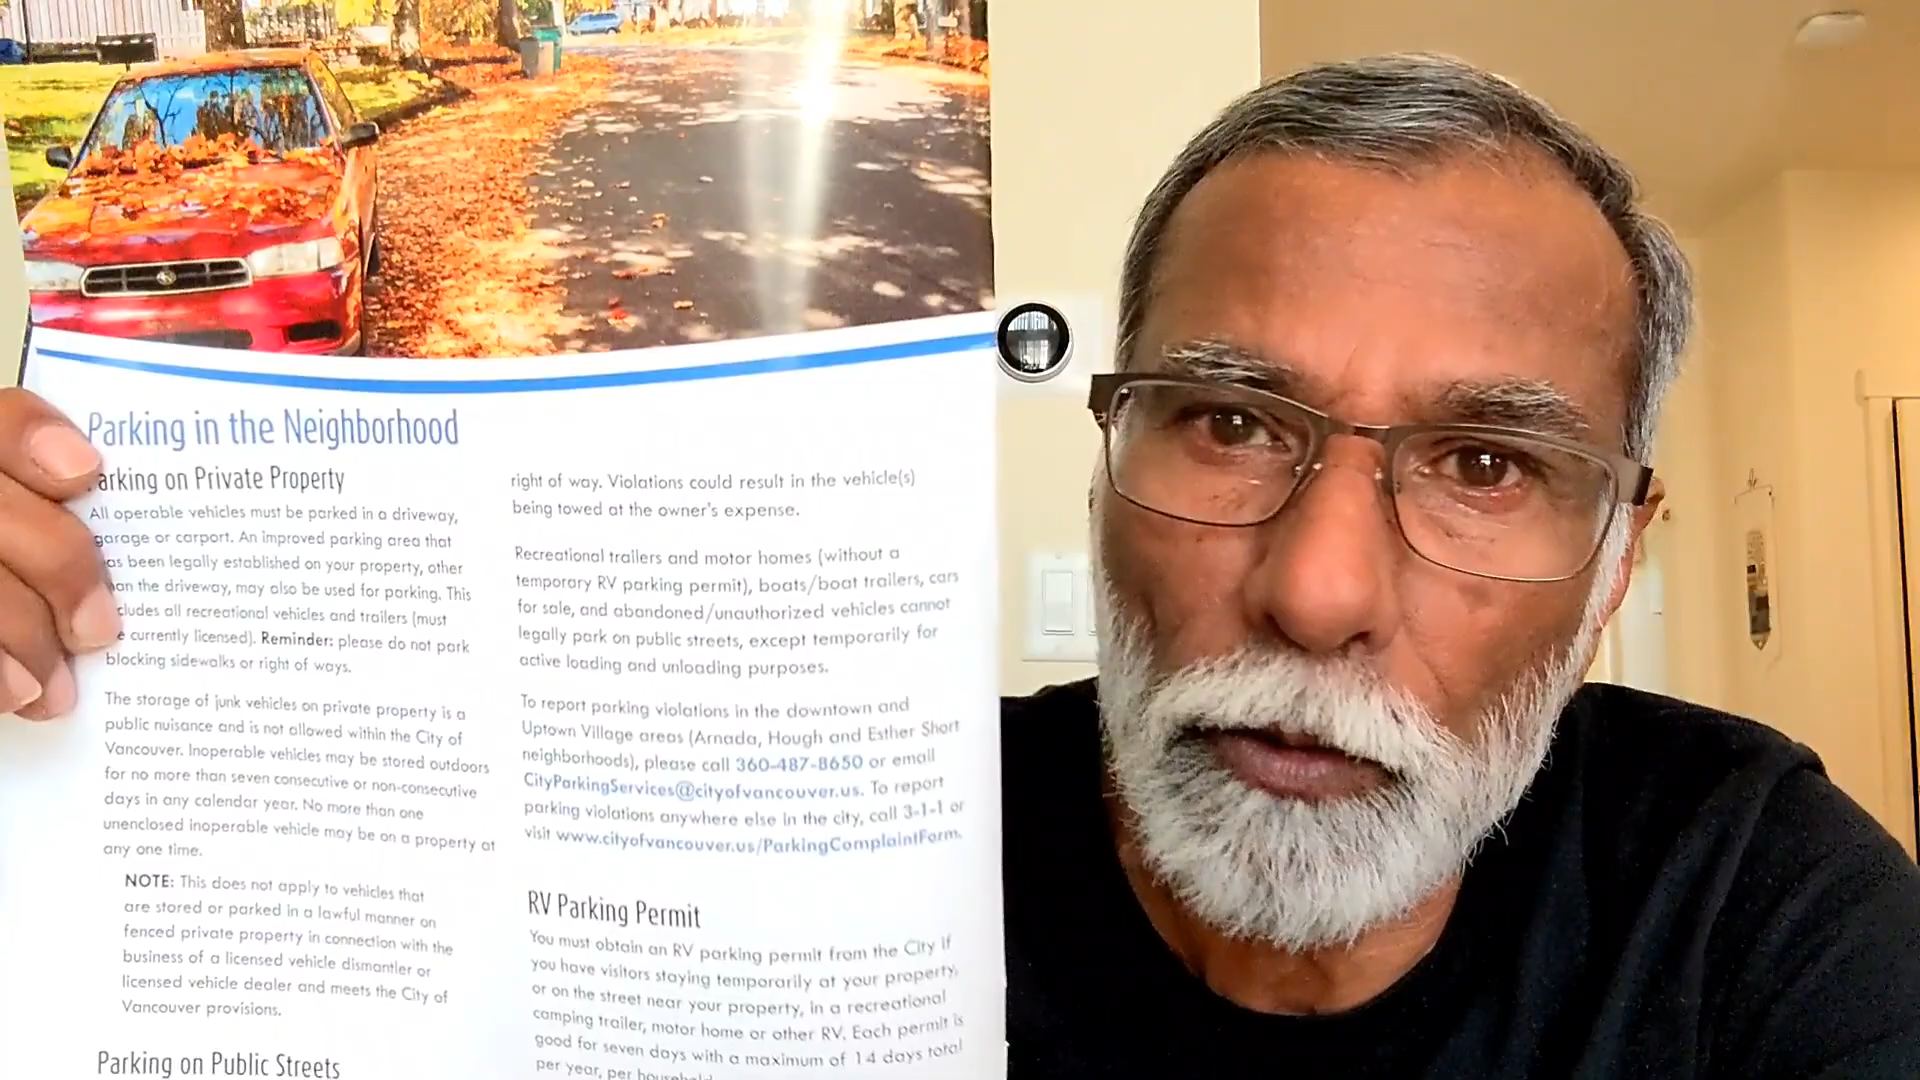 Parking in the Neighborhood
arking on Private Property
All operable vehicles must be parked in a driveway,
garage or carport. An improved parking area that
as been legally established on your property, other
an the driveway, may also be used for parking. This
cludes all recreational vehicles and trailers (must
e currently licensed). Reminder: please do not park
blocking sidewalks or right of ways.
The storage of junk vehicles on private property is a
public nuisance and is not allowed within the City of
Vancouver. Inoperable vehicles may be stored outdoors
for no more than seven consecutive or non-consecutive
days in any calendar year. No more than one
unenclosed inoperable vehicle may be on a property at
any one time.
NOTE: This does not apply to vehicles that
are stored or parked in a lawful manner on
fenced private property in connection with the
business of a licensed vehicle dismantler or
licensed vehicle dealer and meets the City of
Vancouver provisions.
Parking on Public Streets
right of way. Violations could result in the vehicle(s)
being towed at the owner's expense.
Recreational trailers and motor homes (without a
temporary RV parking permit), boats/boat trailers, cars
for sale, and abandoned/unauthorized vehicles cannot
legally park on public streets, except temporarily for
active loading and unloading purposes.
To report parking violations in the downtown and
Uptown Village areas (Arnada, Hough and Esther Short
neighborhoods), please call 360-487-8650 or email
CityParkingServices@cityofvancouver.us. To report
parking violations anywhere else in the city, call 3-1-1 or
visit www.cityofvancouver.us/ParkingComplaintForm.
RV Parking Permit
You must obtain an RV parking permit from the City if
you have visitors staying temporarily at your property,
or on the street near your property, in a recreational
camping trailer, motor home or other RV. Each permit is
good for seven days with a maximum of 14 days total
per year, per household.